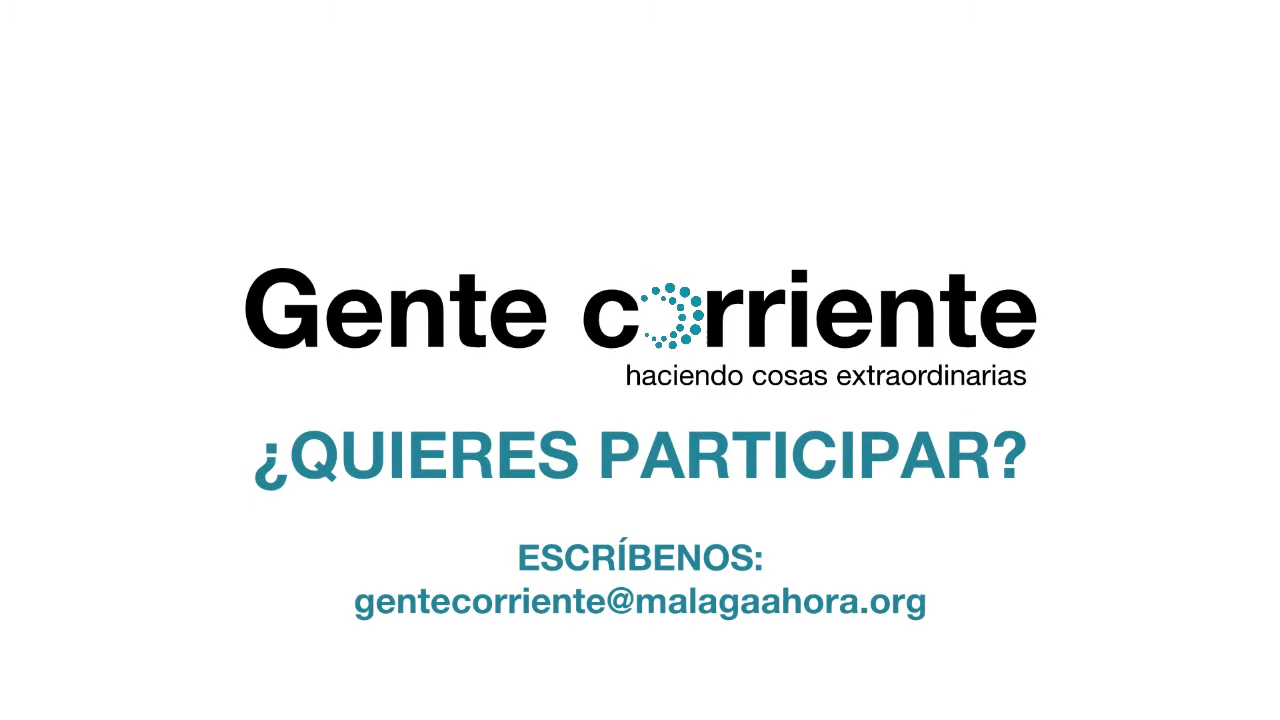 Gente corriente
haciendo cosas extraordinarias
¿QUIERES PARTICIPAR?
ESCRÍBENOS:
gentecorriente@malagaahora.org